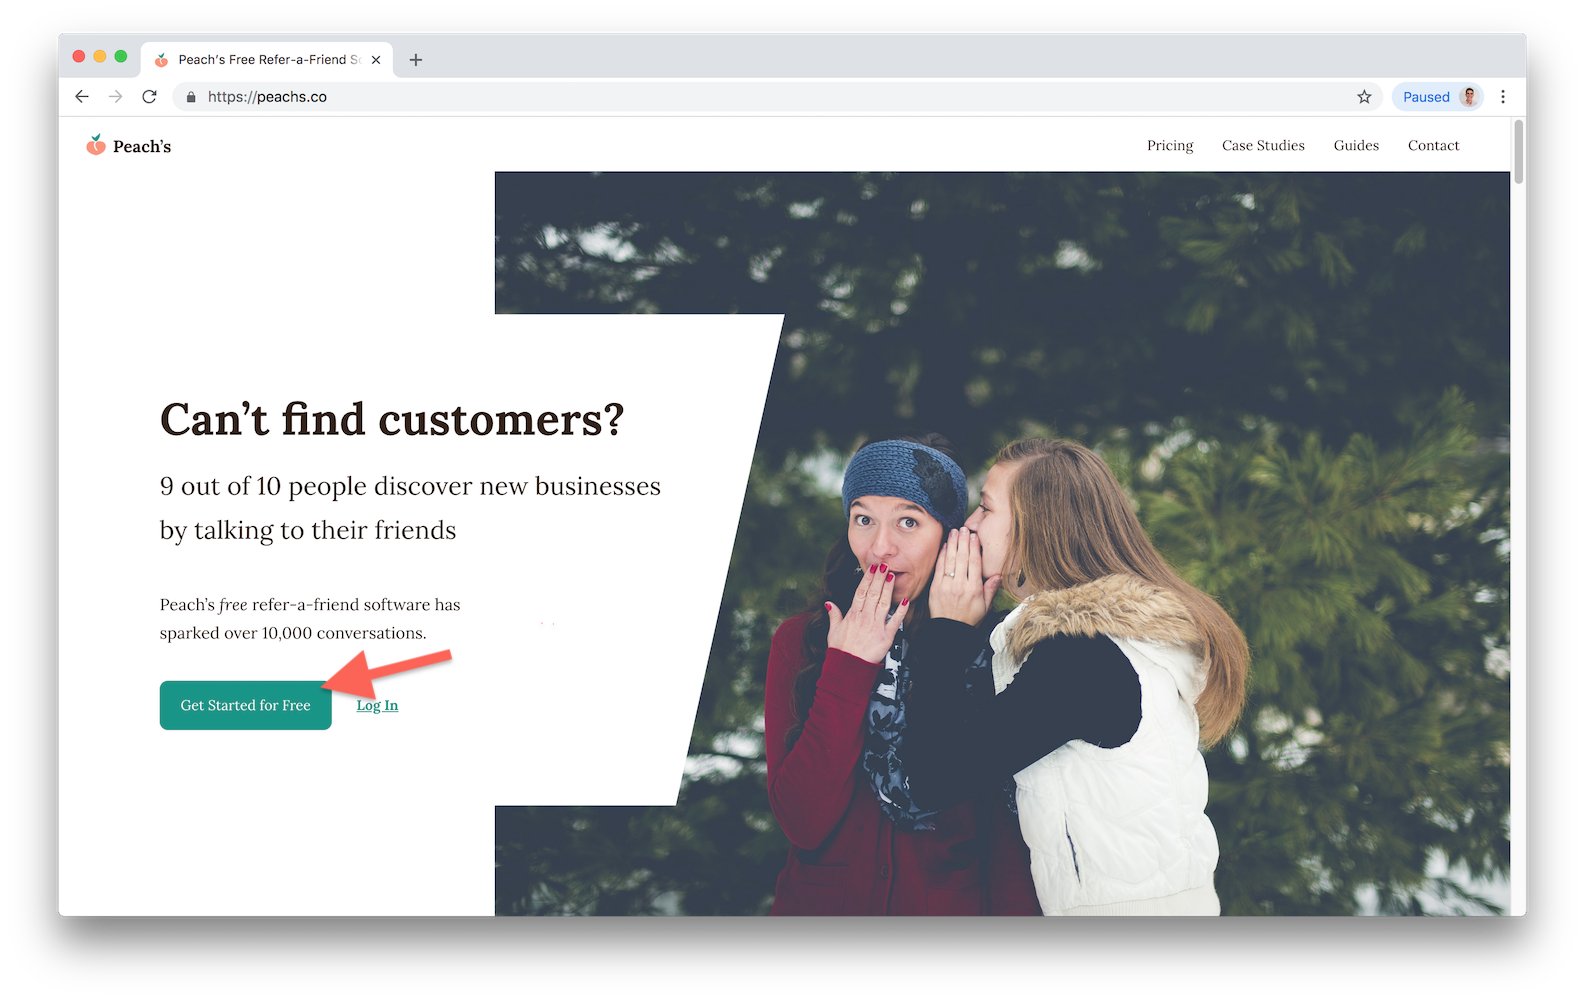 Peach's Free Refer-a-Friend
https://peachs.co
Paused
Peach's
Pricing
Case Studies
Guides
Contact
Can't find customers?
9 out of 10 people discover new businesses
by talking to their friends
Peach's free refer-a-friend software has
sparked over 10,000 conversations.
Get Started for Free
Log In